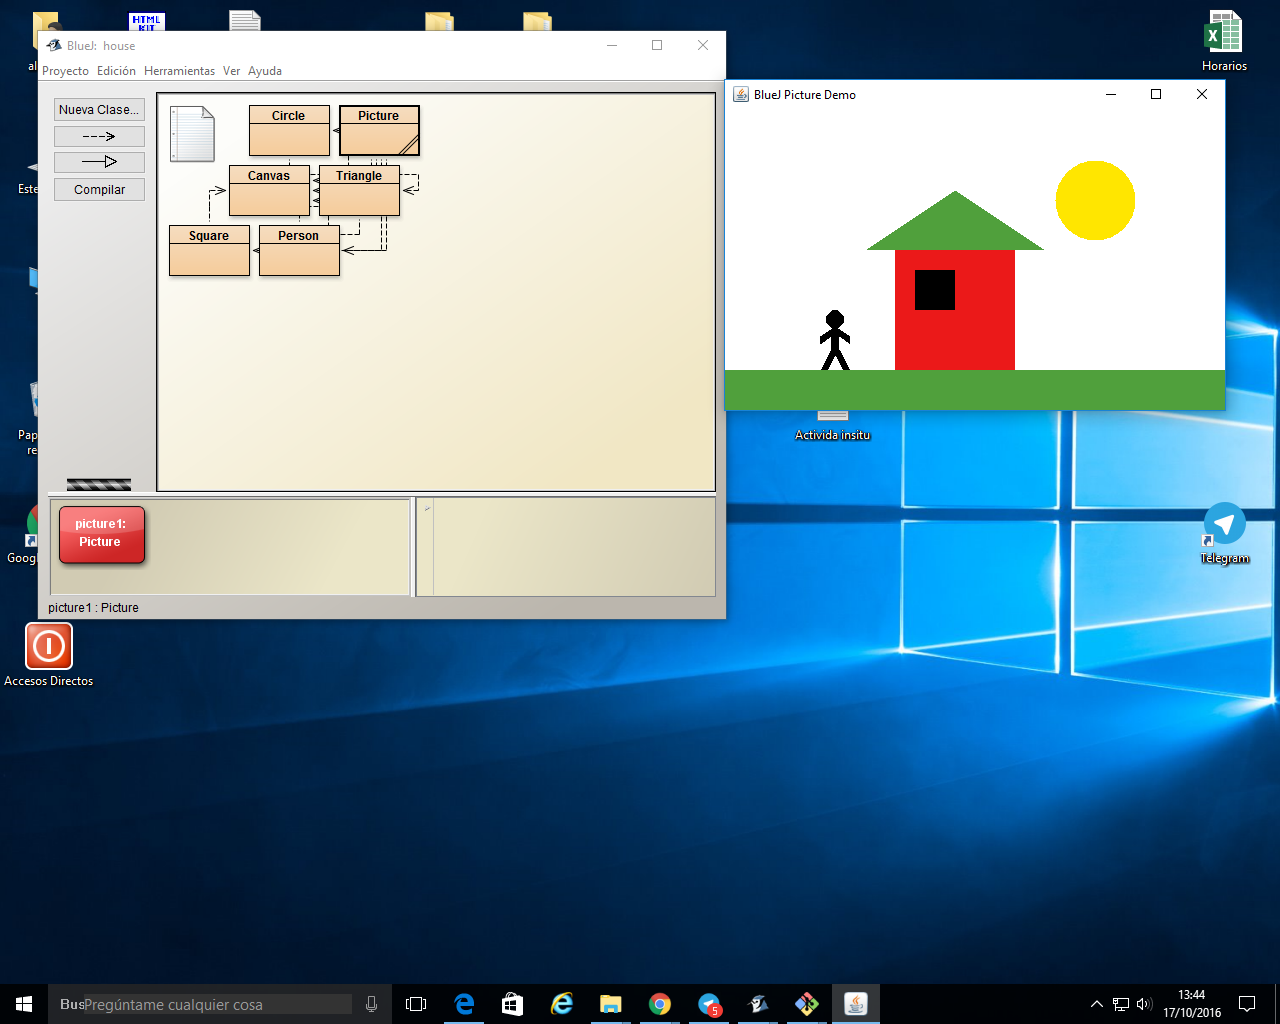 HTML
KIT
al
Horarios
BlueJ: house
Proyecto Edición Herramientas Ver Ayuda
Nueva Clase...
Compilar
Circle
Picture
Canvas
Triangle
Square
Person
BlueJ Picture Demo
Este
Pap
re
Activida insitu
Goog
Telegram
picture1:
Picture
picture1 : Picture
Accesos Directos
Bus
Pregúntame cualquier cosa
5
13:44
17/10/2016